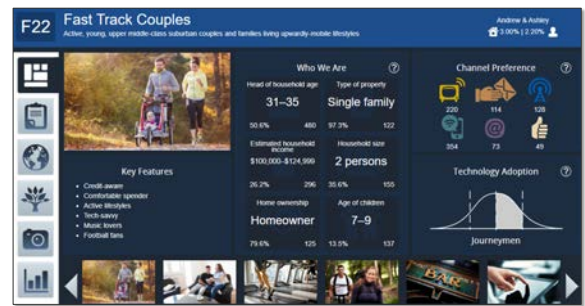 F22
Fast Track Couples
Active, young, upper middle-class suburban couples and families living upwardly-mobile lifestyles
Andrew & Ashley
3.00% | 2.20%
Who We Are
?
Head of household age
31–35
50.6% 460
Type of property
Single family
97.3% 122
Estimated household
income
$100,000–$124,999
26.2% 296
Household size
2 persons
35.6% 155
Home ownership
Homeowner
79.6% 125
Age of children
7–9
13.5% 137
Channel Preference
?
220 114 128
354 73 49
Key Features
• Credit-aware
• Comfortable spender
• Active lifestyles
• Tech-savvy
• Music lovers
• Football fans
Technology Adoption
?
Journeymen
BAR